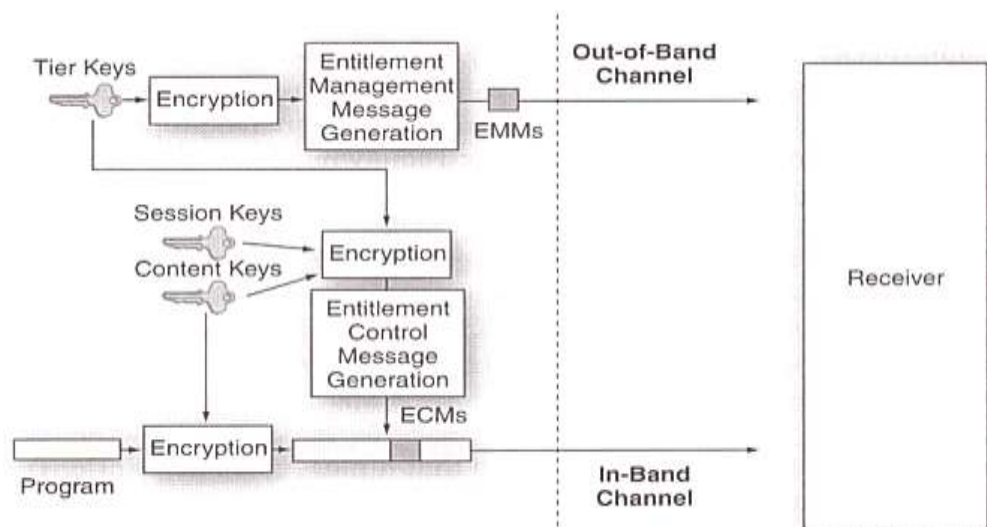 Tier Keys
Encryption
Entitlement
Management
Message
Generation
EMMs
Out-of-Band
Channel
Session Keys
Content Keys
Encryption
Entitlement
Control
Message
Generation
ECMs
Receiver
Program
Encryption
In-Band
Channel